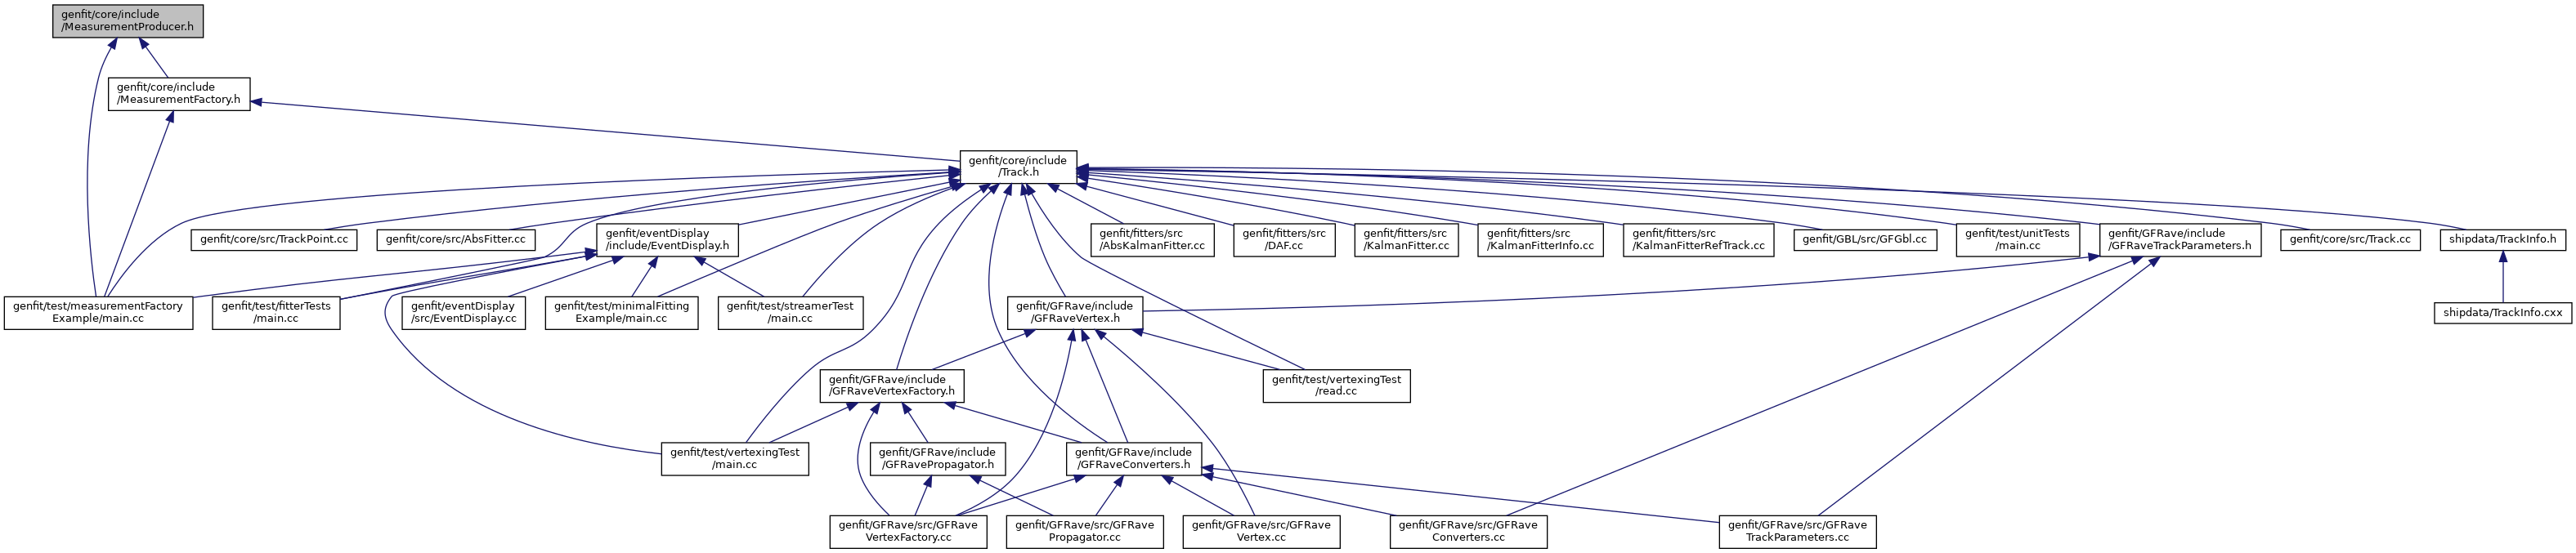 genfit/core/include
/MeasurementProducer.h
genfit/core/include
/MeasurementFactory.h
genfit/core/include
/Track.h
genfit/core/src/TrackPoint.cc
genfit/core/src/AbsFitter.cc
genfit/eventDisplay
/include/EventDisplay.h
genfit/fitters/src
/AbsKalmanFitter.cc
genfit/fitters/src
/DAF.cc
genfit/fitters/src
/KalmanFitter.cc
genfit/fitters/src
/KalmanFitterInfo.cc
genfit/fitters/src
/KalmanFitterRefTrack.cc
genfit/GBL/src/GFGbl.cc
genfit/test/unitTests
/main.cc
genfit/GFRave/include
/GFRaveTrackParameters.h
genfit/core/src/Track.cc
shipdata/TrackInfo.h
genfit/test/measurementFactory
Example/main.cc
genfit/test/fitterTests
/main.cc
genfit/eventDisplay
/src/EventDisplay.cc
genfit/test/minimalFitting
Example/main.cc
genfit/test/streamerTest
/main.cc
genfit/GFRave/include
/GFRaveVertex.h
shipdata/TrackInfo.cxx
genfit/GFRave/include
/GFRaveVertexFactory.h
genfit/test/vertexingTest
/read.cc
genfit/test/vertexingTest
/main.cc
genfit/GFRave/include
/GFRavePropagator.h
genfit/GFRave/include
/GFRaveConverters.h
genfit/GFRave/src/GFRave
VertexFactory.cc
genfit/GFRave/src/GFRave
Propagator.cc
genfit/GFRave/src/GFRave
Vertex.cc
genfit/GFRave/src/GFRave
Converters.cc
genfit/GFRave/src/GFRave
TrackParameters.cc